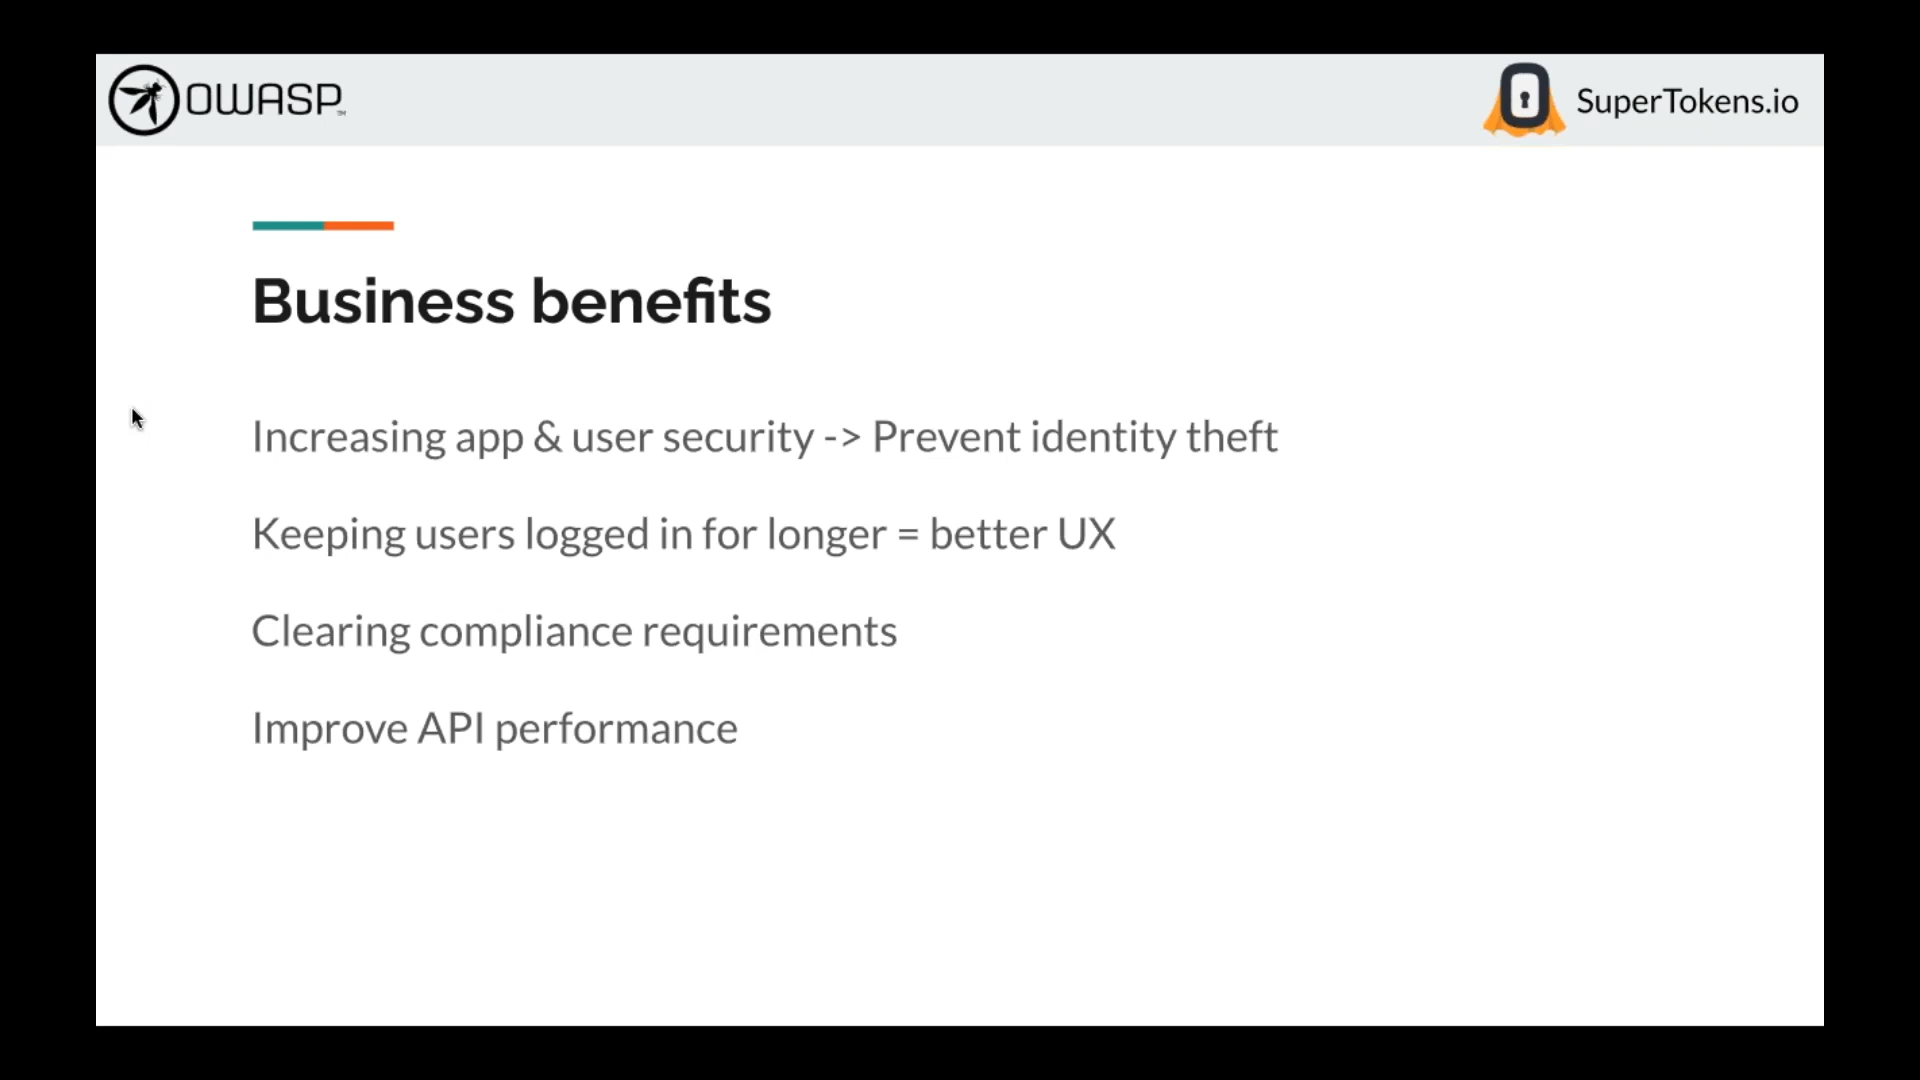 OWASP™
SuperTokens.io
Business benefits
Increasing app & user security -> Prevent identity theft
Keeping users logged in for longer = better UX
Clearing compliance requirements
Improve API performance